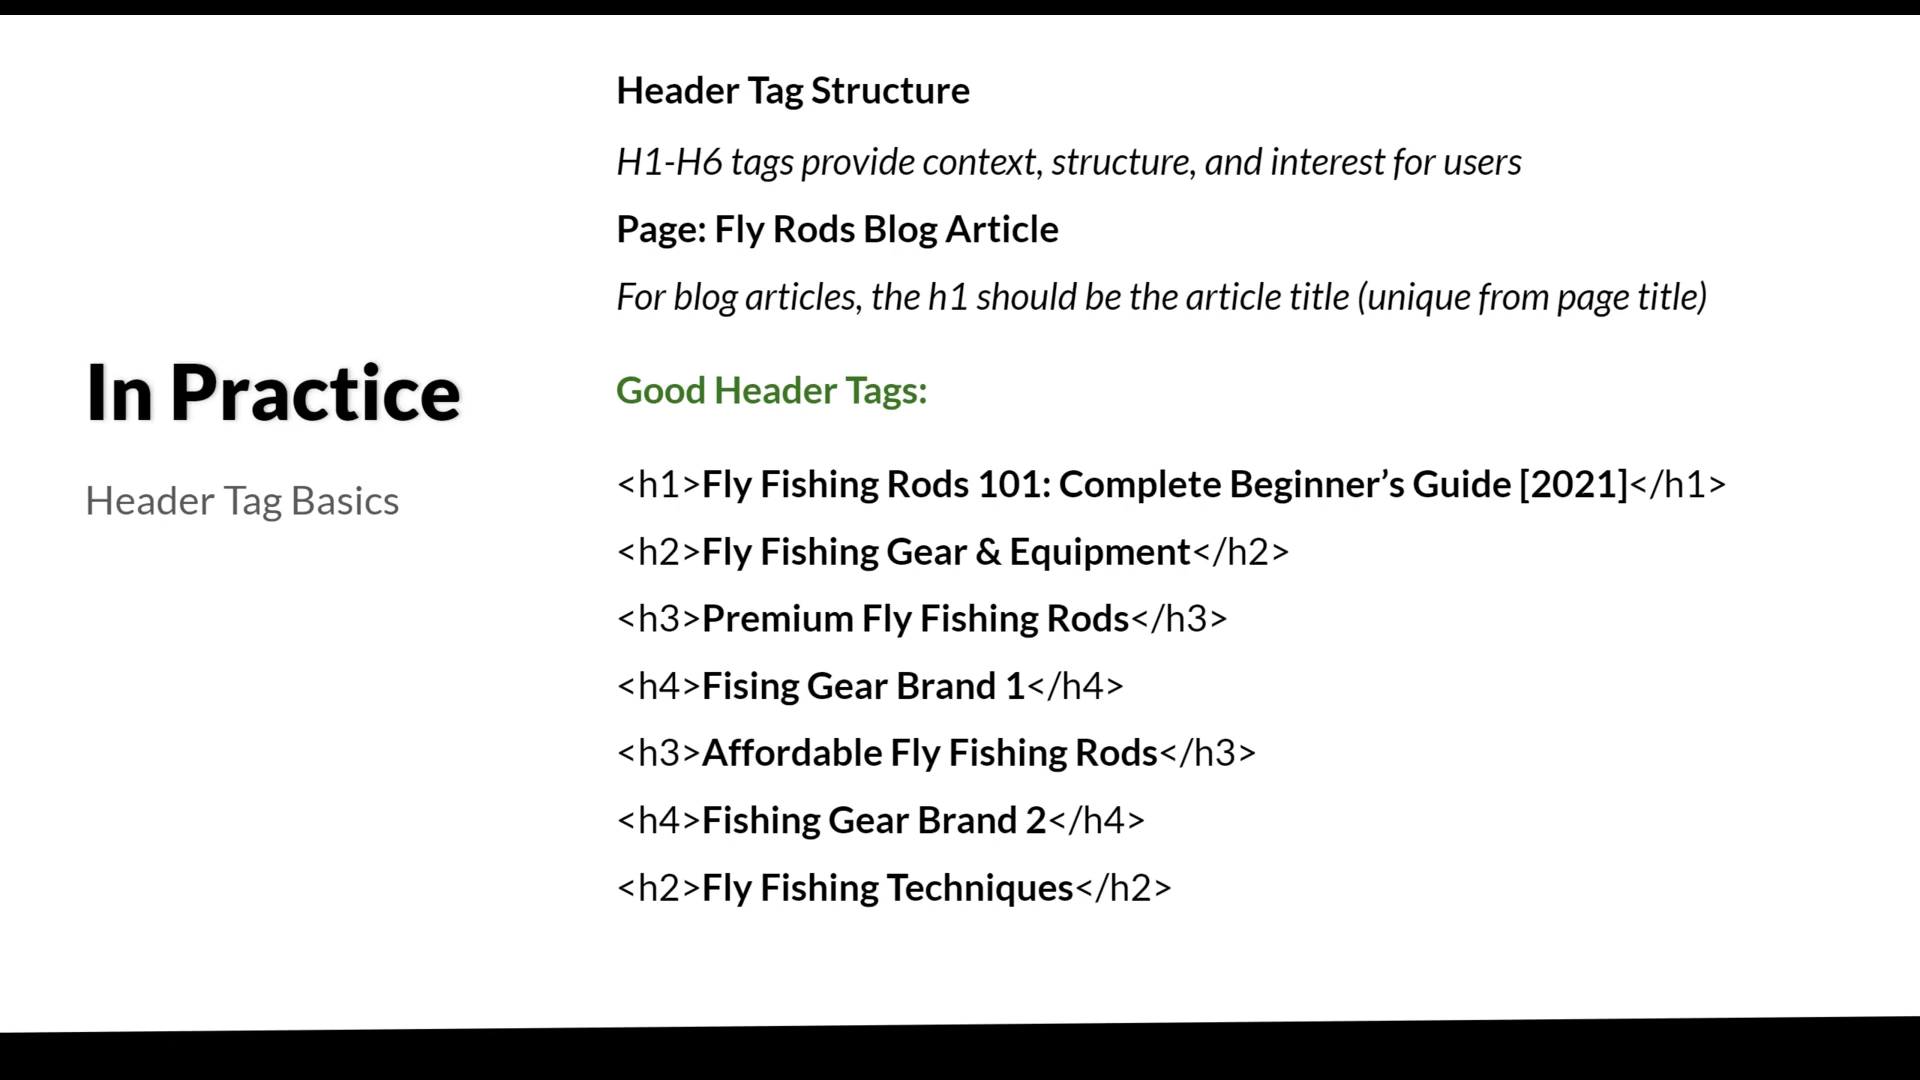 In Practice
Header Tag Basics
Header Tag Structure
H1-H6 tags provide context, structure, and interest for users
Page: Fly Rods Blog Article
For blog articles, the h1 should be the article title (unique from page title)
Good Header Tags:
<h1>Fly Fishing Rods 101: Complete Beginner’s Guide [2021]</h1>
<h2>Fly Fishing Gear & Equipment</h2>
<h3>Premium Fly Fishing Rods</h3>
<h4>Fising Gear Brand 1</h4>
<h3>Affordable Fly Fishing Rods</h3>
<h4>Fishing Gear Brand 2</h4>
<h2>Fly Fishing Techniques</h2>